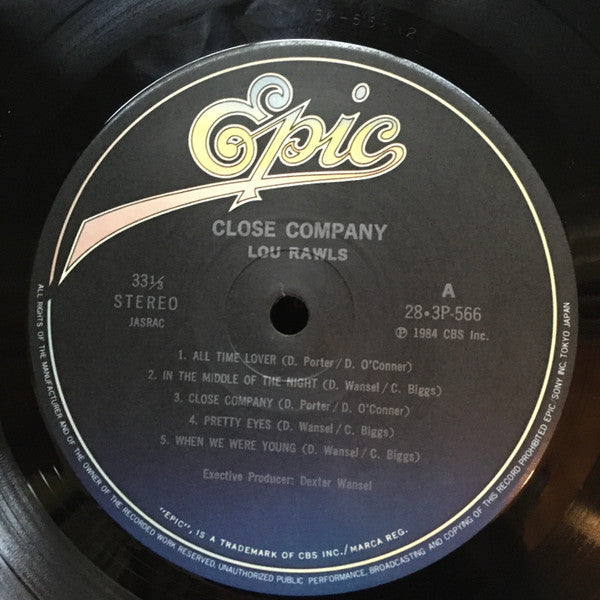 Epic
CLOSE COMPANY
LOU RAWLS
33⅓
STEREO
JASRAC
A
28・3P-566
Ⓟ 1984 CBS Inc.
1. ALL TIME LOVER (D. Porter/D. O'Conner)
2. IN THE MIDDLE OF THE NIGHT (D. Wansel/C. Biggs)
3. CLOSE COMPANY (D. Porter/D. O'Conner)
4. PRETTY EYES (D. Wansel/C. Biggs)
5. WHEN WE WERE YOUNG (D. Wansel/C. Biggs)
Exective Producer: Dexter Wansel
"EPIC", IS A TRADEMARK OF CBS INC./MARCA REG.
ALL RIGHTS OF THE MANUFACTURER AND OF THE OWNER OF THE RECORDED WORK RESERVED, UNAUTHORIZED PUBLIC PERFORMANCE, BROADCASTING AND COPYING OF THIS RECORD PROHIBITED EPIC/SONY INC. TOKYO JAPAN